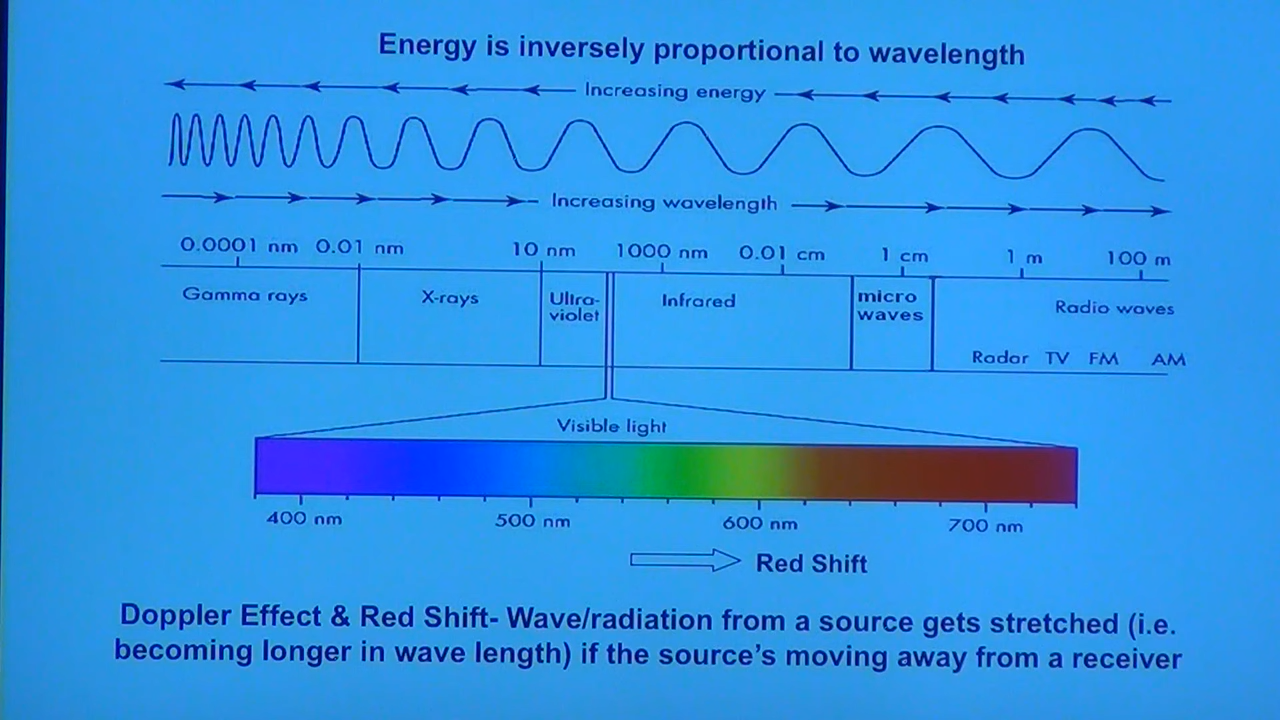 Energy is inversely proportional to wavelength
Increasing energy
Increasing wavelength
0.0001 nm 0.01 nm 10 nm 1000 nm 0.01 cm 1 cm 1 m 100 m
Gamma rays X-rays Ultra- Infrared micro Radio waves
violet waves
Radar TV FM AM
Visible light
400 nm 500 nm 600 nm 700 nm
Red Shift
Doppler Effect & Red Shift- Wave/radiation from a source gets stretched (i.e.
becoming longer in wave length) if the source's moving away from a receiver